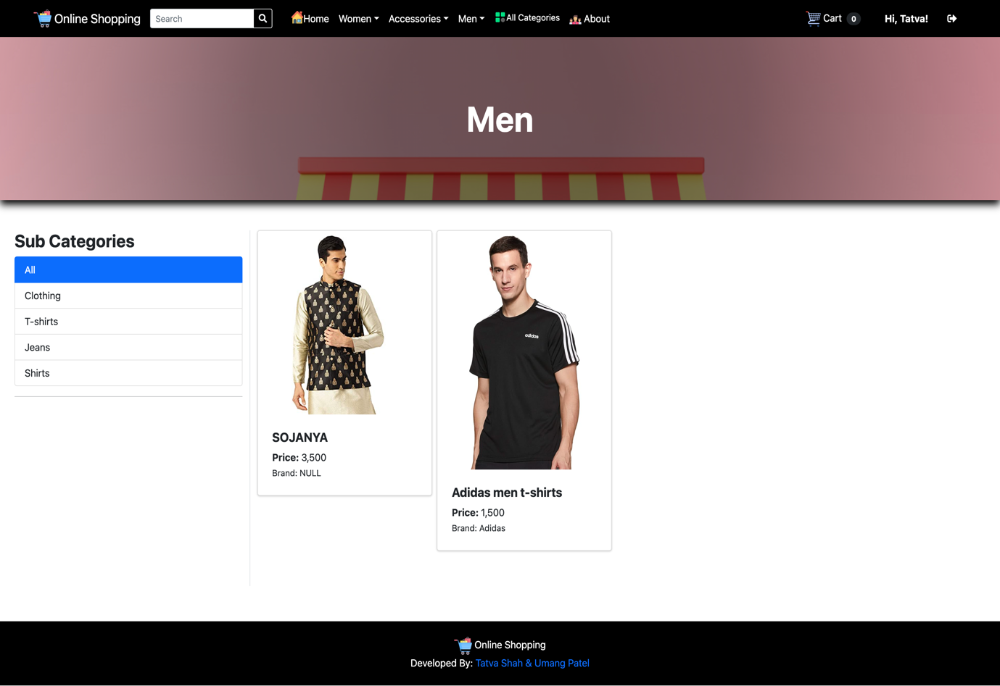 Online Shopping
Search
Home
Women
Accessories
Men
All Categories
About
Cart 0
Hi, Tatva!
Men
Sub Categories
All
Clothing
T-shirts
Jeans
Shirts
SOJANYA
Price: 3,500
Brand: NULL
adidas
Adidas men t-shirts
Price: 1,500
Brand: Adidas
Online Shopping
Developed By: Tatva Shah & Umang Patel